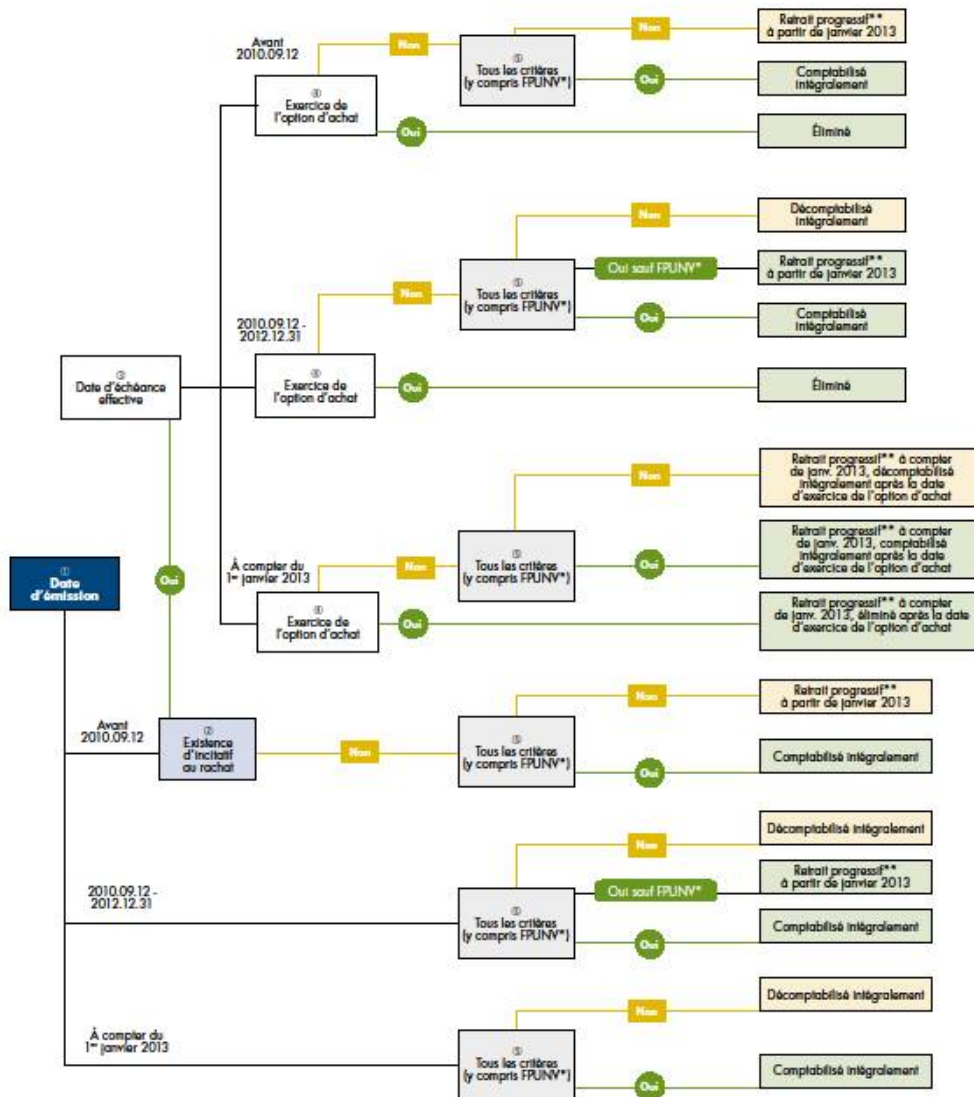 Avant
2010.09.12
④
Exercice de
l'option d'achat
Non
⑤
Tous les critères
(y compris FPUNV*)
Non
Retrait progressif**
à partir de janvier 2013
Oui
Comptabilisé
intégralement
Oui
Éliminé
③
Date d'échéance
effective
2010.09.12 -
2012.12.31
④
Exercice de
l'option d'achat
Non
⑤
Tous les critères
(y compris FPUNV*)
Non
Décomptabilisé
intégralement
Oui sauf FPUNV*
Retrait progressif**
à partir de janvier 2013
Oui
Comptabilisé
intégralement
Oui
Éliminé
À compter du
1er janvier 2013
④
Exercice de
l'option d'achat
Non
⑤
Tous les critères
(y compris FPUNV*)
Non
Retrait progressif** à compter
de janv. 2013, décomptabilisé
intégralement après la date
d'exercice de l'option d'achat
Oui
Retrait progressif** à compter
de janv. 2013, comptabilisé
intégralement après la date
d'exercice de l'option d'achat
Oui
Retrait progressif** à compter
de janv. 2013, éliminé après la date
d'exercice de l'option d'achat
①
Date
d'émission
Oui
Avant
2010.09.12
②
Existence
d'incitatif
au rachat
Non
⑤
Tous les critères
(y compris FPUNV*)
Non
Retrait progressif**
à partir de janvier 2013
Oui
Comptabilisé intégralement
2010.09.12 -
2012.12.31
⑤
Tous les critères
(y compris FPUNV*)
Non
Décomptabilisé intégralement
Oui sauf FPUNV*
Retrait progressif**
à partir de janvier 2013
Oui
Comptabilisé intégralement
À compter du
1er janvier 2013
⑤
Tous les critères
(y compris FPUNV*)
Non
Décomptabilisé intégralement
Oui
Comptabilisé intégralement